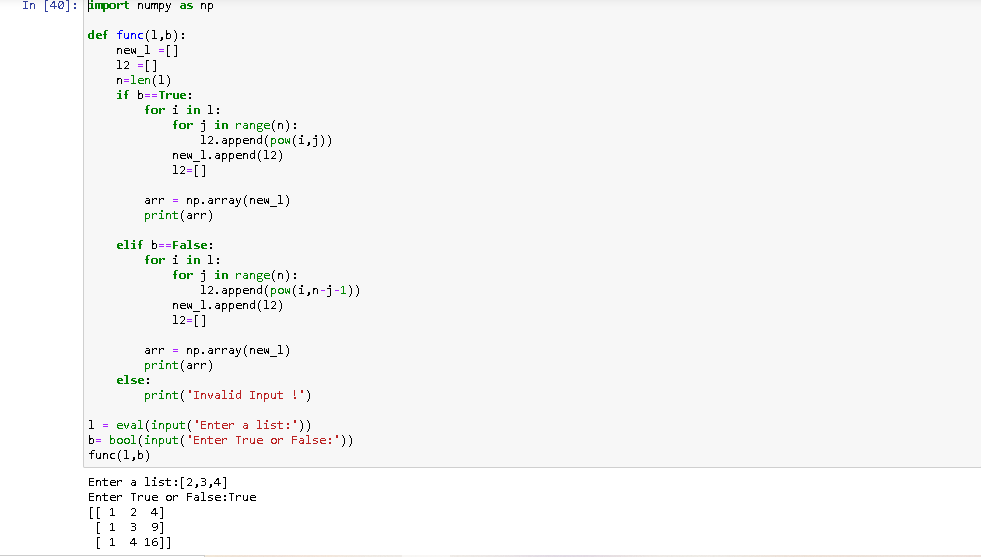 In [40]: import numpy as np
def func(l,b):
    new_l =[]
    l2 =[]
    n=len(l)
    if b==True:
        for i in l:
            for j in range(n):
                l2.append(pow(i,j))
            new_l.append(l2)
            l2=[]
        arr = np.array(new_l)
        print(arr)
    elif b==False:
        for i in l:
            for j in range(n):
                l2.append(pow(i,n-j-1))
            new_l.append(l2)
            l2=[]
        arr = np.array(new_l)
        print(arr)
    else:
        print('Invalid Input !')
l = eval(input('Enter a list:'))
b= bool(input('Enter True or False:'))
func(l,b)
Enter a list:[2,3,4]
Enter True or False:True
[[ 1  2  4]
 [ 1  3  9]
 [ 1  4 16]]